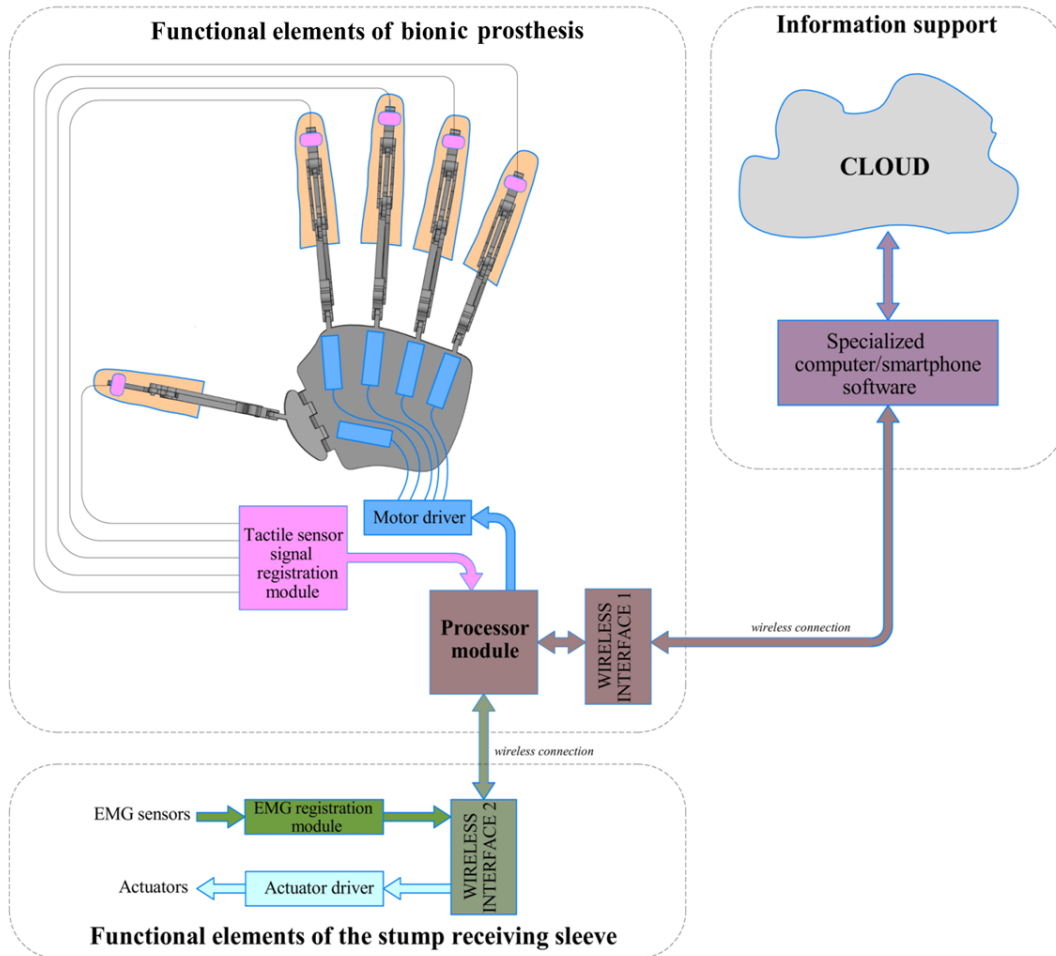 Functional elements of bionic prosthesis
Information support
CLOUD
Specialized
computer/smartphone
software
Motor driver
Tactile sensor
signal
registration
module
Processor
module
WIRELESS
INTERFACE 1
wireless connection
wireless connection
EMG sensors
EMG registration
module
WIRELESS
INTERFACE 2
Actuators
Actuator driver
Functional elements of the stump receiving sleeve